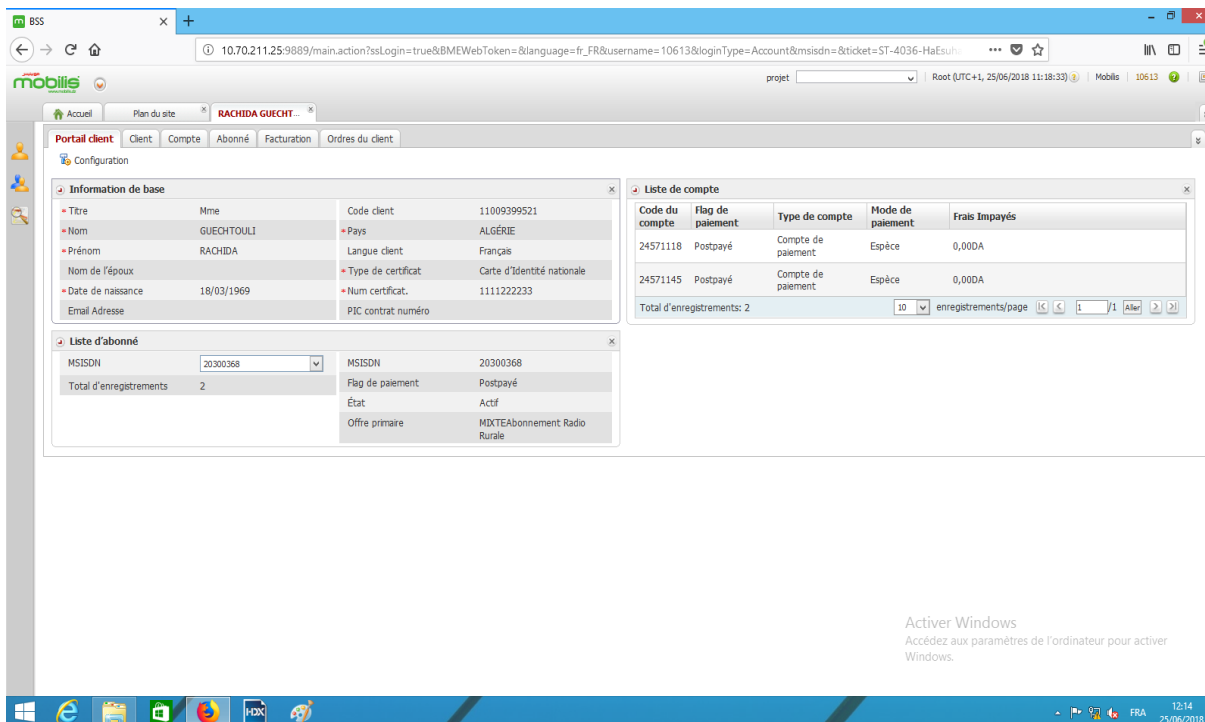 BSS
10.70.211.25:9889/main.action?ssLogin=true&BMEWebToken=&language=fr_FR&username=10613&loginType=Account&msisdn=&ticket=ST-4036-HaEsuh
mobilis
projet
Root (UTC+1, 25/06/2018 11:18:33)
Mobilis
10613
Accueil
Plan du site
RACHIDA GUECHT...
Portail client
Client
Compte
Abonné
Facturation
Ordres du client
Configuration
Information de base
Titre Mme Code client 11009399521
Nom GUECHTOULI Pays ALGÉRIE
Prénom RACHIDA Langue client Français
Nom de l'époux Type de certificat Carte d'Identité nationale
Date de naissance 18/03/1969 Num certificat. 1111222233
Email Adresse PIC contrat numéro
Liste de compte
Code du compte Flag de paiement Type de compte Mode de paiement Frais Impayés
24571118 Postpayé Compte de paiement Espèce 0,00DA
24571145 Postpayé Compte de paiement Espèce 0,00DA
Total d'enregistrements: 2 10 enregistrements/page 1 /1 Aller
Liste d'abonné
MSISDN 20300368 MSISDN 20300368
Total d'enregistrements 2 Flag de paiement Postpayé
État Actif
Offre primaire MIXTEAbonnement Radio
Rurale
Activer Windows
Accédez aux paramètres de l'ordinateur pour activer
Windows.
HDX
FRA
12:14
25/06/2018